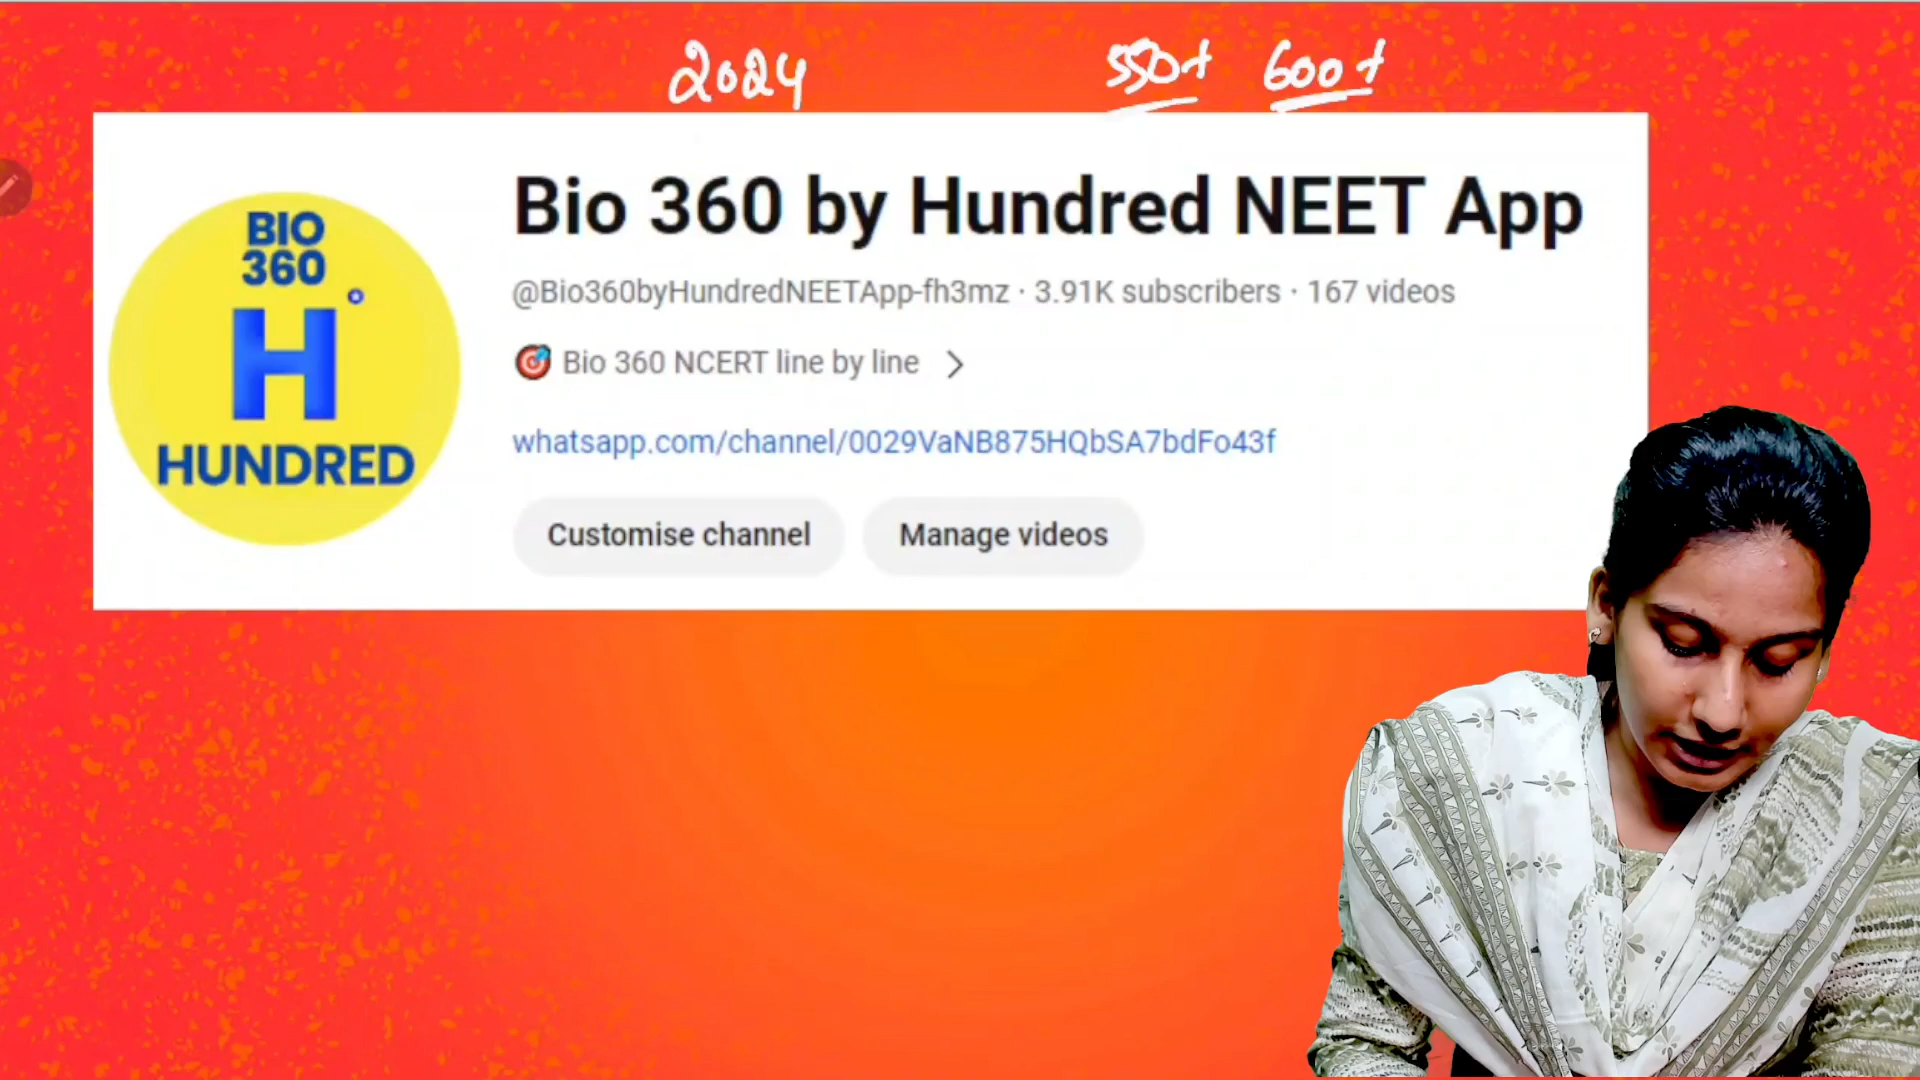 2024 550+ 600+
Bio 360 by Hundred NEET App
@Bio360byHundredNEETApp-fh3mz · 3.91K subscribers · 167 videos
🎯 Bio 360 NCERT line by line >
whatsapp.com/channel/0029VaNB875HQbSA7bdFo43f
Customise channel Manage videos
BIO
360
H
HUNDRED